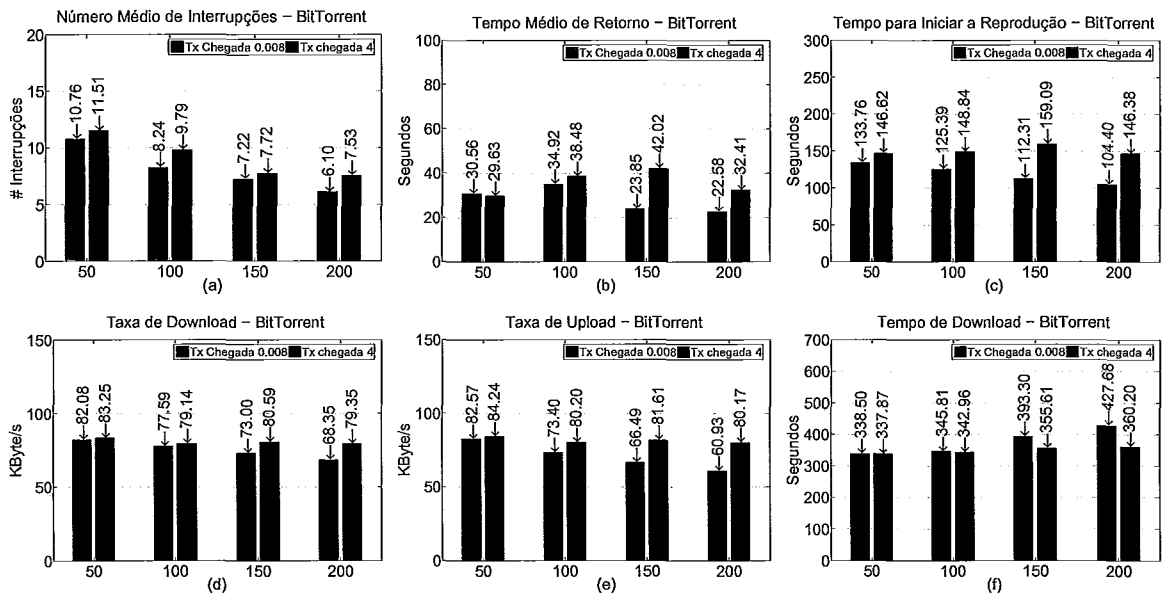 Número Médio de Interrupções – BitTorrent
Tx Chegada 0.008 Tx chegada 4
# Interrupções
20
15
10
5
0
10.76 11.51 8.24 9.79 7.22 7.72 6.10 7.53
50 100 150 200
(a)
Tempo Médio de Retorno – BitTorrent
Tx Chegada 0.008 Tx chegada 4
Segundos
100
80
60
40
20
0
30.56 29.63 34.92 38.48 23.85 42.02 22.58 32.41
50 100 150 200
(b)
Tempo para Iniciar a Reprodução – BitTorrent
Tx Chegada 0.008 Tx chegada 4
Segundos
300
250
200
150
100
50
0
133.76 146.62 125.39 148.84 112.31 159.09 104.40 146.38
50 100 150 200
(c)
Taxa de Download – BitTorrent
Tx Chegada 0.008 Tx chegada 4
KByte/s
150
100
50
0
82.08 83.25 77.59 79.14 73.00 80.59 68.35 79.35
50 100 150 200
(d)
Taxa de Upload – BitTorrent
Tx Chegada 0.008 Tx chegada 4
KByte/s
150
100
50
0
82.57 84.24 73.40 80.20 66.49 81.61 60.93 80.17
50 100 150 200
(e)
Tempo de Download – BitTorrent
Tx Chegada 0.008 Tx chegada 4
Segundos
700
600
500
400
300
200
100
0
338.50 337.87 345.81 342.96 393.30 355.61 427.68 360.20
50 100 150 200
(f)